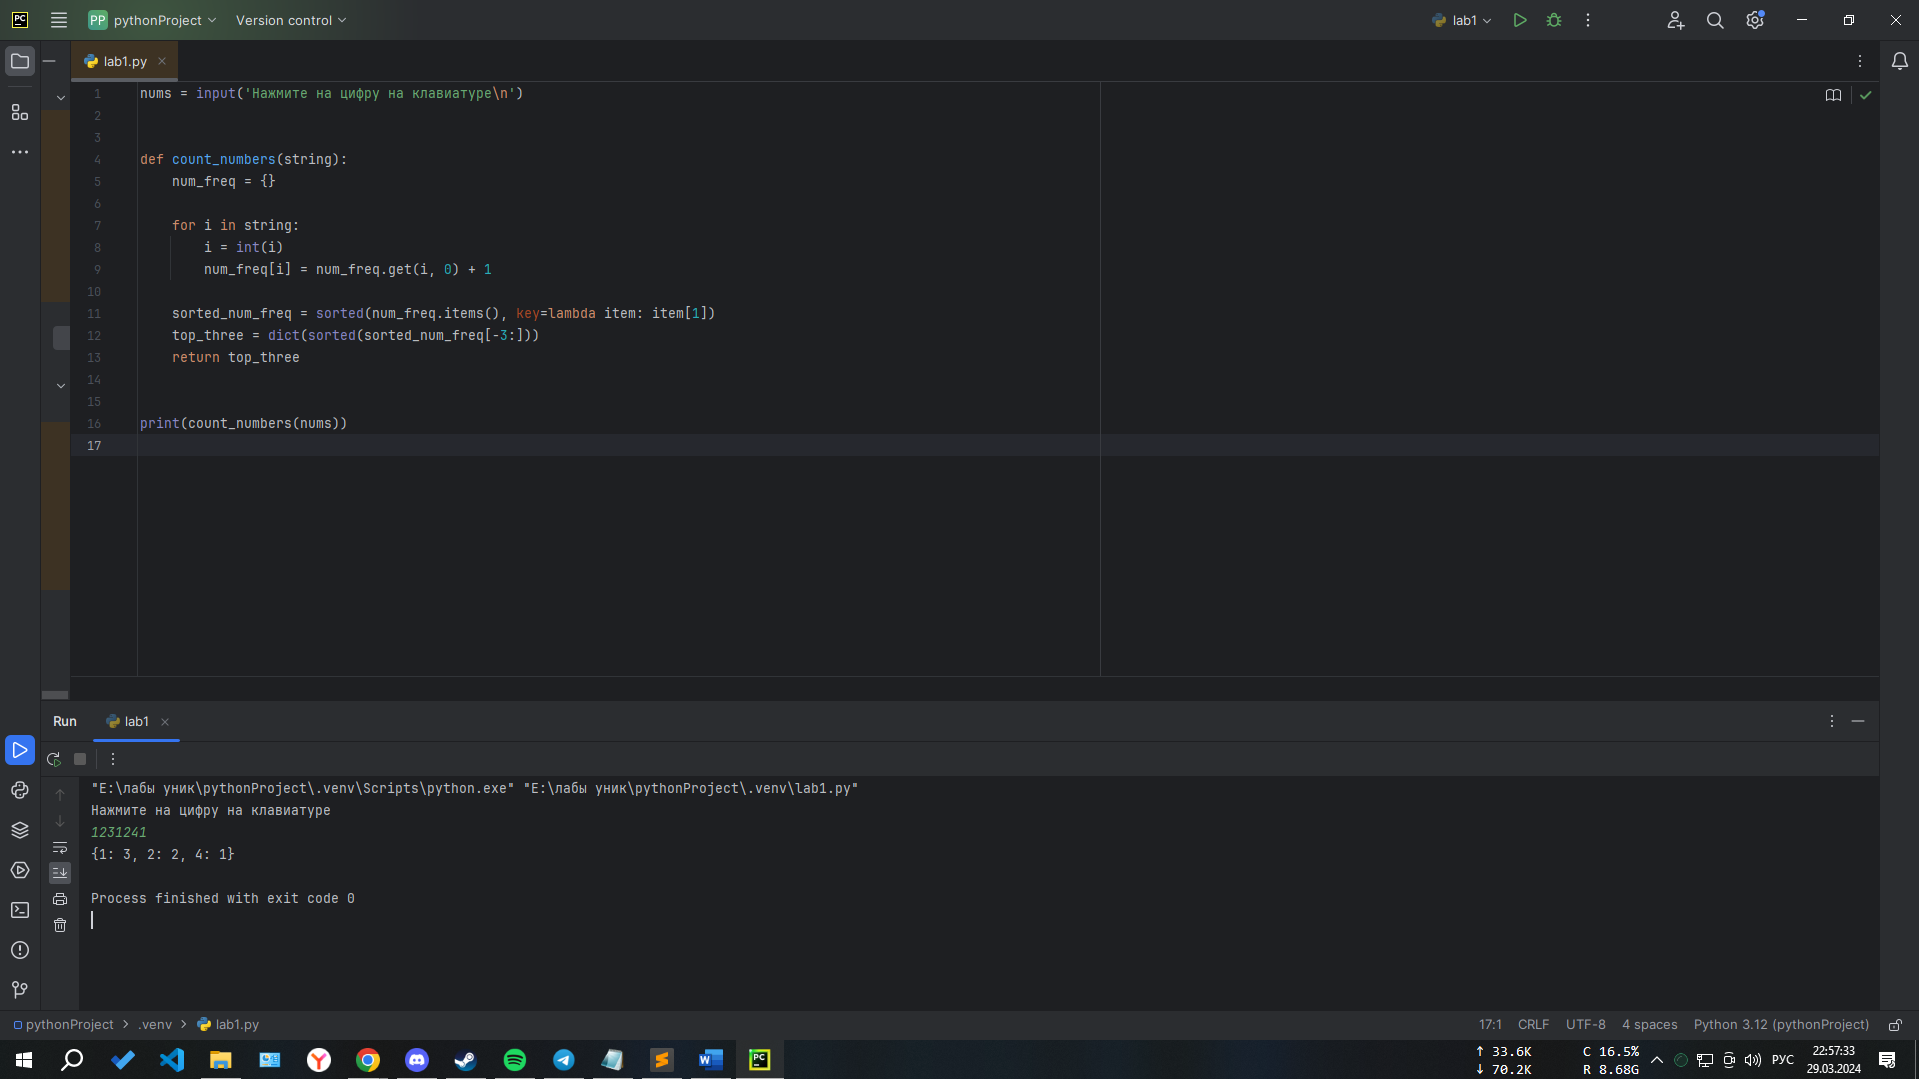 PC PP pythonProject Version control lab1
lab1.py
1 nums = input('Нажмите на цифру на клавиатуре\n')
2
3
4 def count_numbers(string):
5 num_freq = {}
6
7 for i in string:
8 i = int(i)
9 num_freq[i] = num_freq.get(i, 0) + 1
10
11 sorted_num_freq = sorted(num_freq.items(), key=lambda item: item[1])
12 top_three = dict(sorted(sorted_num_freq[-3:]))
13 return top_three
14
15
16 print(count_numbers(nums))
17
Run lab1
"E:\лабы уник\pythonProject\.venv\Scripts\python.exe" "E:\лабы уник\pythonProject\.venv\lab1.py"
Нажмите на цифру на клавиатуре
1231241
{1: 3, 2: 2, 4: 1}
Process finished with exit code 0
pythonProject > .venv > lab1.py 17:1 CRLF UTF-8 4 spaces Python 3.12 (pythonProject)
↑ 33.6K C 16.5% РУС 22:57:33
↓ 70.2K R 8.68G 29.03.2024